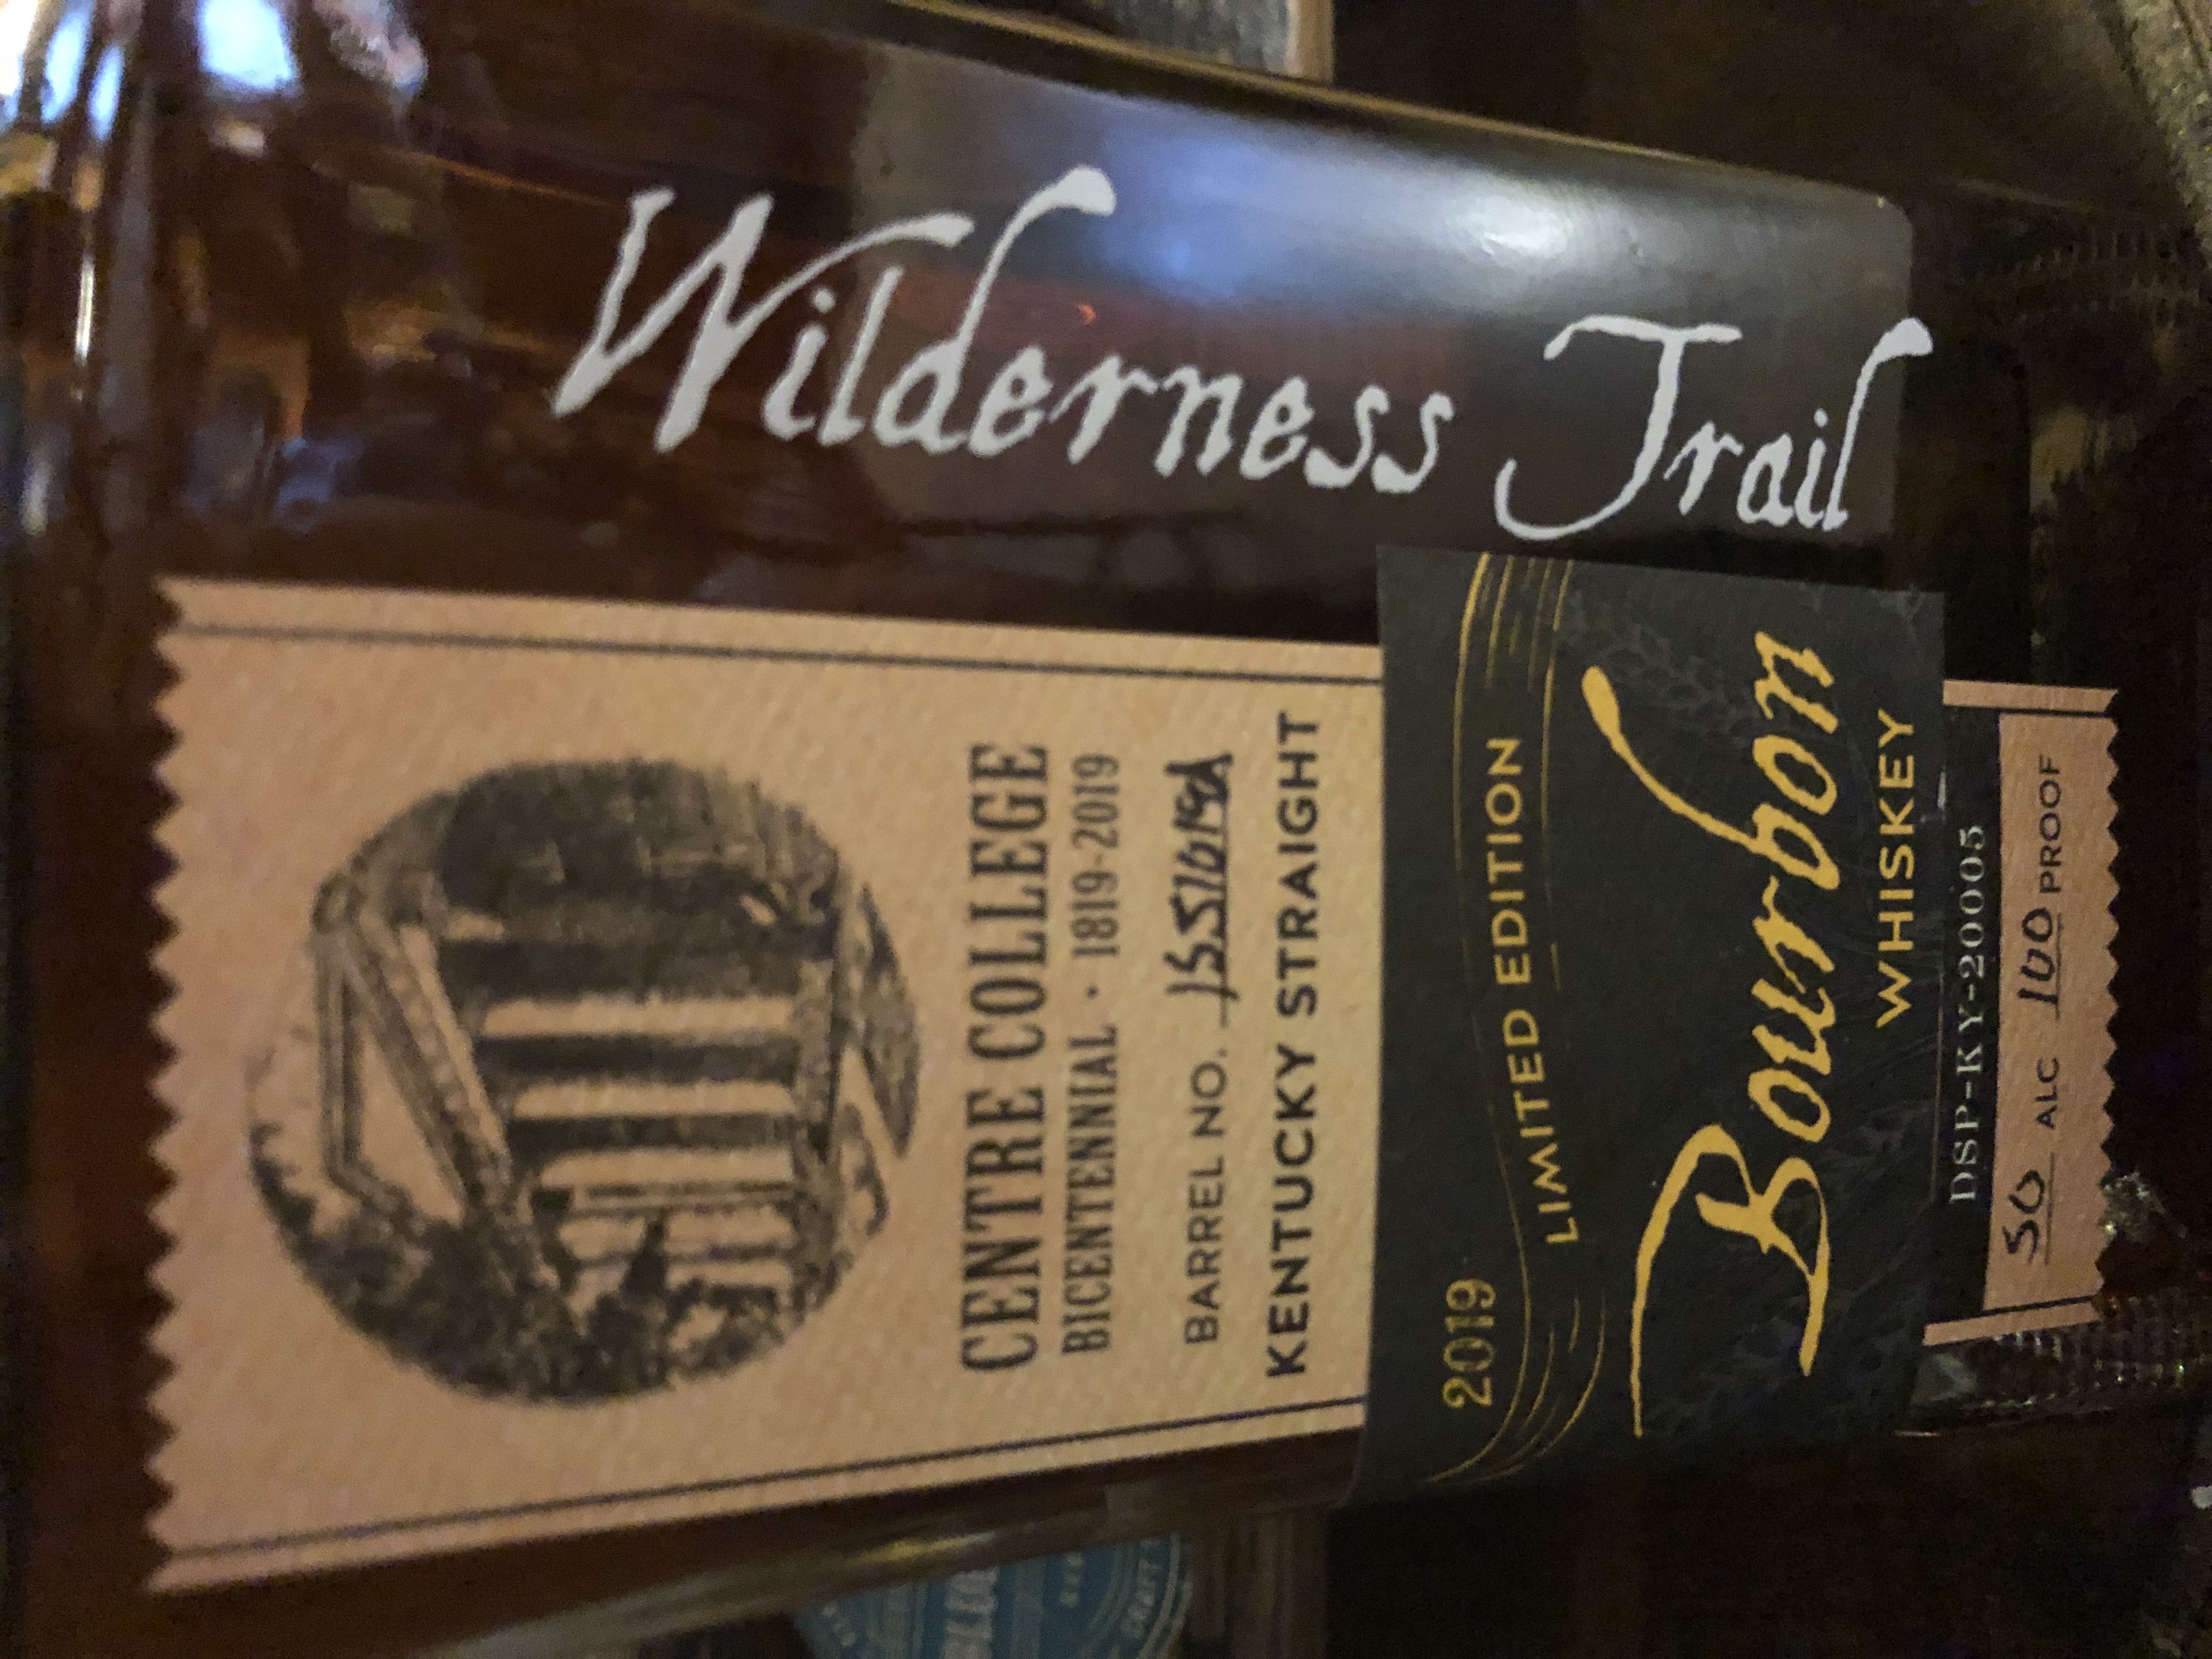 Wilderness Trail
CENTRE COLLEGE
BICENTENNIAL · 1819-2019
BARREL NO.
KENTUCKY STRAIGHT
2019
LIMITED EDITION
Bourbon
WHISKEY
DSP-KY-20005
50 ALC 100 PROOF
CRAFT